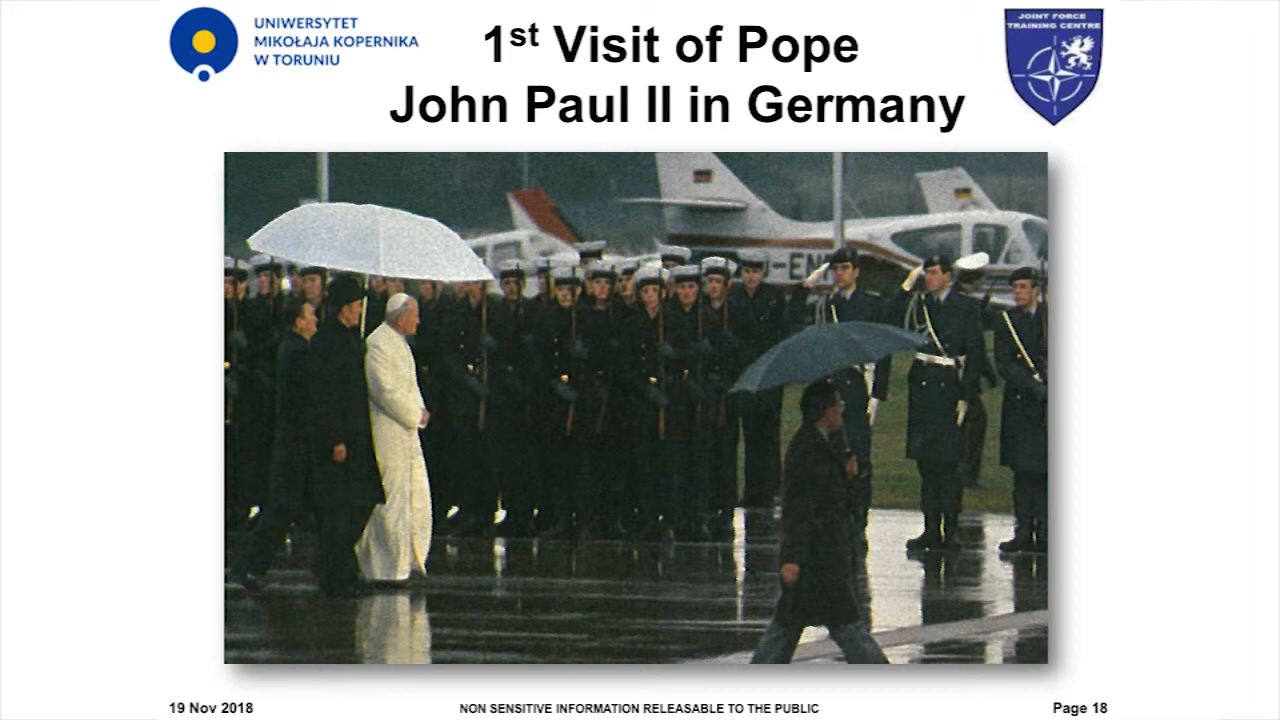 UNIWERSYTET
MIKOŁAJA KOPERNIKA
W TORUNIU
1st Visit of Pope
John Paul II in Germany
JOINT FORCE
TRAINING CENTRE
19 Nov 2018
NON SENSITIVE INFORMATION RELEASABLE TO THE PUBLIC
Page 18